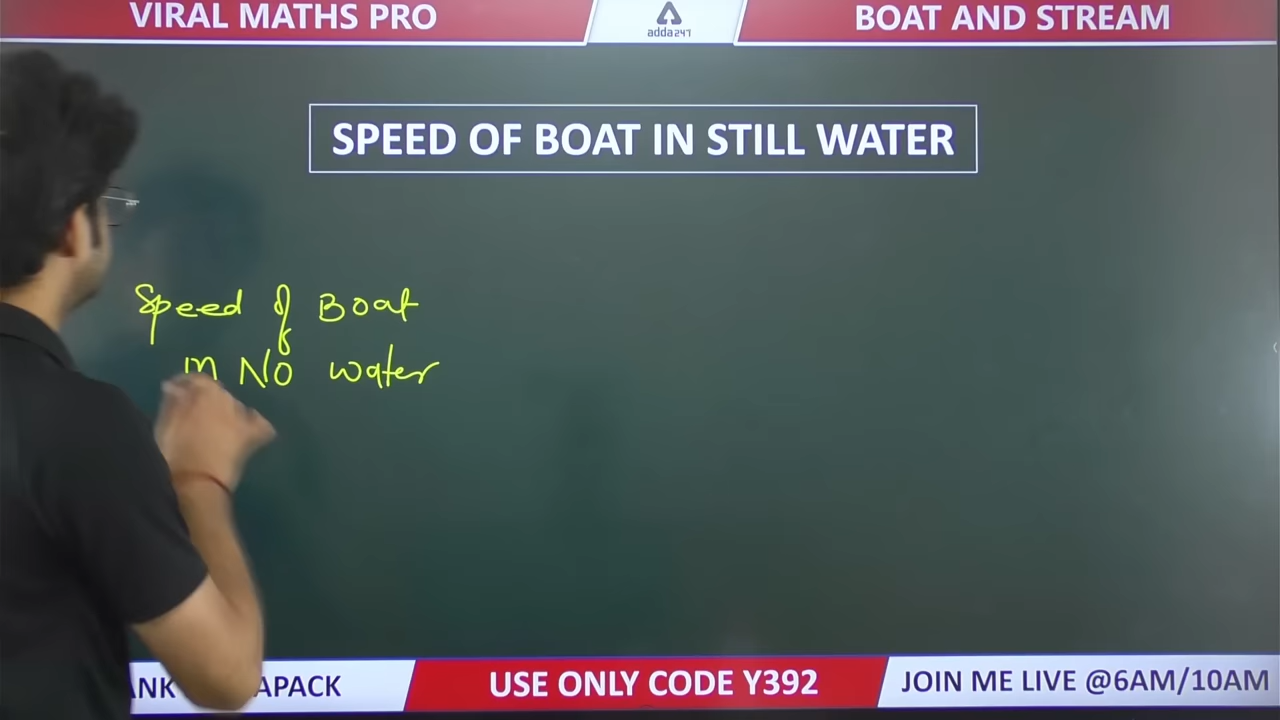 VIRAL MATHS PRO
adda247
BOAT AND STREAM
SPEED OF BOAT IN STILL WATER
Speed of Boat
in NO water
USE ONLY CODE Y392
JOIN ME LIVE @6AM/10AM